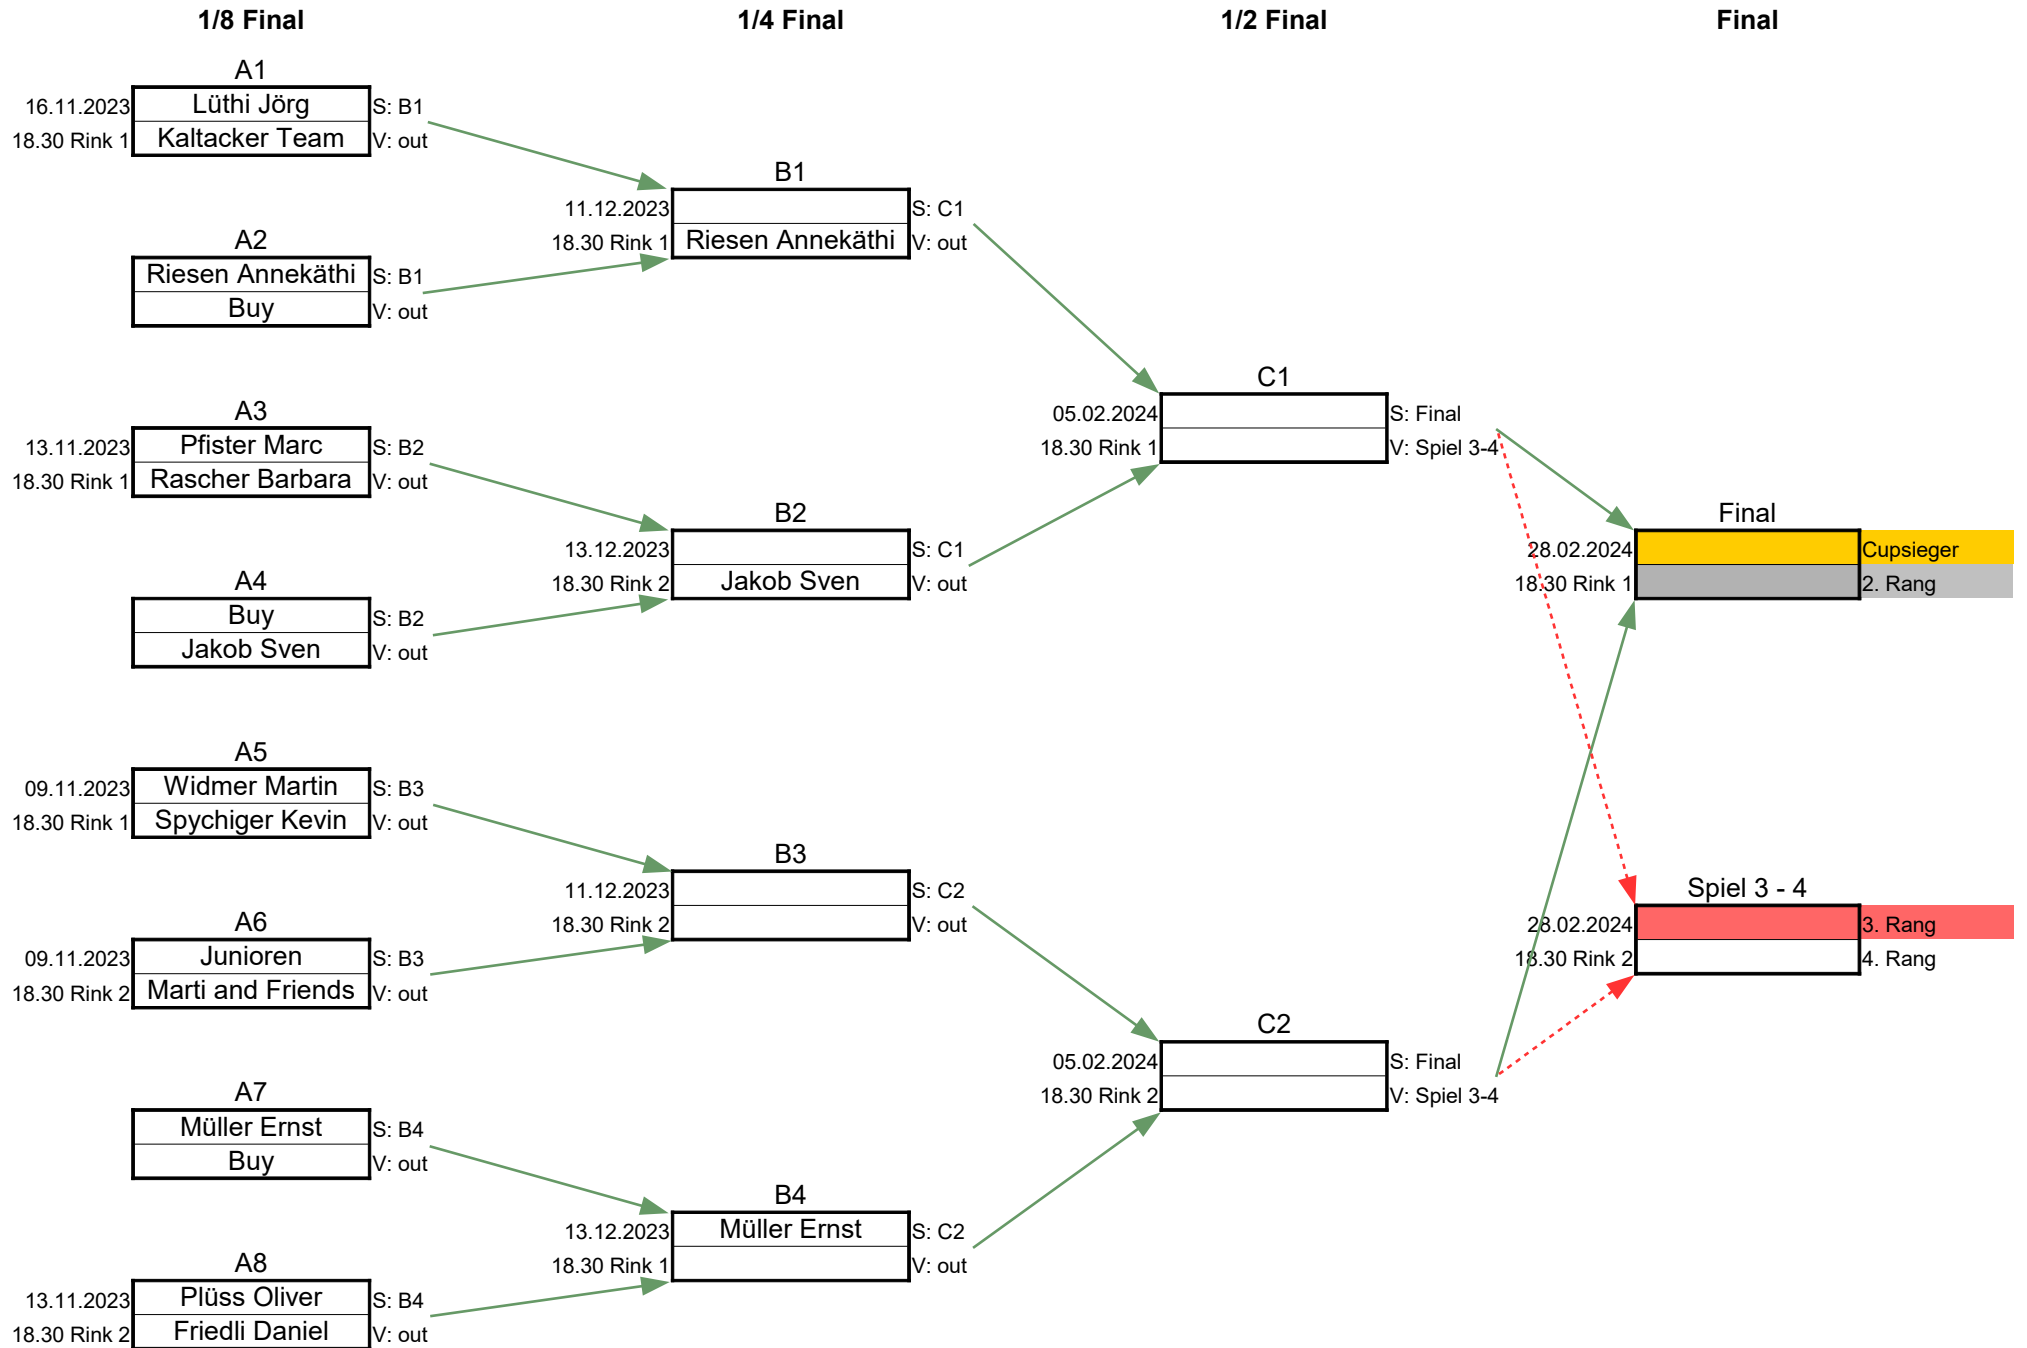 1/8 Final
1/4 Final
1/2 Final
Final
A1
16.11.2023 Lüthi Jörg S: B1
18.30 Rink 1 Kaltacker Team V: out
B1
11.12.2023 S: C1
18.30 Rink 1 Riesen Annekäthi V: out
A2
Riesen Annekäthi S: B1
Buy V: out
C1
05.02.2024 S: Final
18.30 Rink 1 V: Spiel 3-4
A3
13.11.2023 Pfister Marc S: B2
18.30 Rink 1 Rascher Barbara V: out
B2
13.12.2023 S: C1
18.30 Rink 2 Jakob Sven V: out
Final
28.02.2024 Cupsieger
18.30 Rink 1 2. Rang
A4
Buy S: B2
Jakob Sven V: out
A5
09.11.2023 Widmer Martin S: B3
18.30 Rink 1 Spychiger Kevin V: out
B3
11.12.2023 S: C2
18.30 Rink 2 V: out
Spiel 3 - 4
28.02.2024 3. Rang
18.30 Rink 2 4. Rang
A6
09.11.2023 Junioren S: B3
18.30 Rink 2 Marti and Friends V: out
C2
05.02.2024 S: Final
18.30 Rink 2 V: Spiel 3-4
A7
Müller Ernst S: B4
Buy V: out
B4
13.12.2023 Müller Ernst S: C2
18.30 Rink 1 V: out
A8
13.11.2023 Plüss Oliver S: B4
18.30 Rink 2 Friedli Daniel V: out